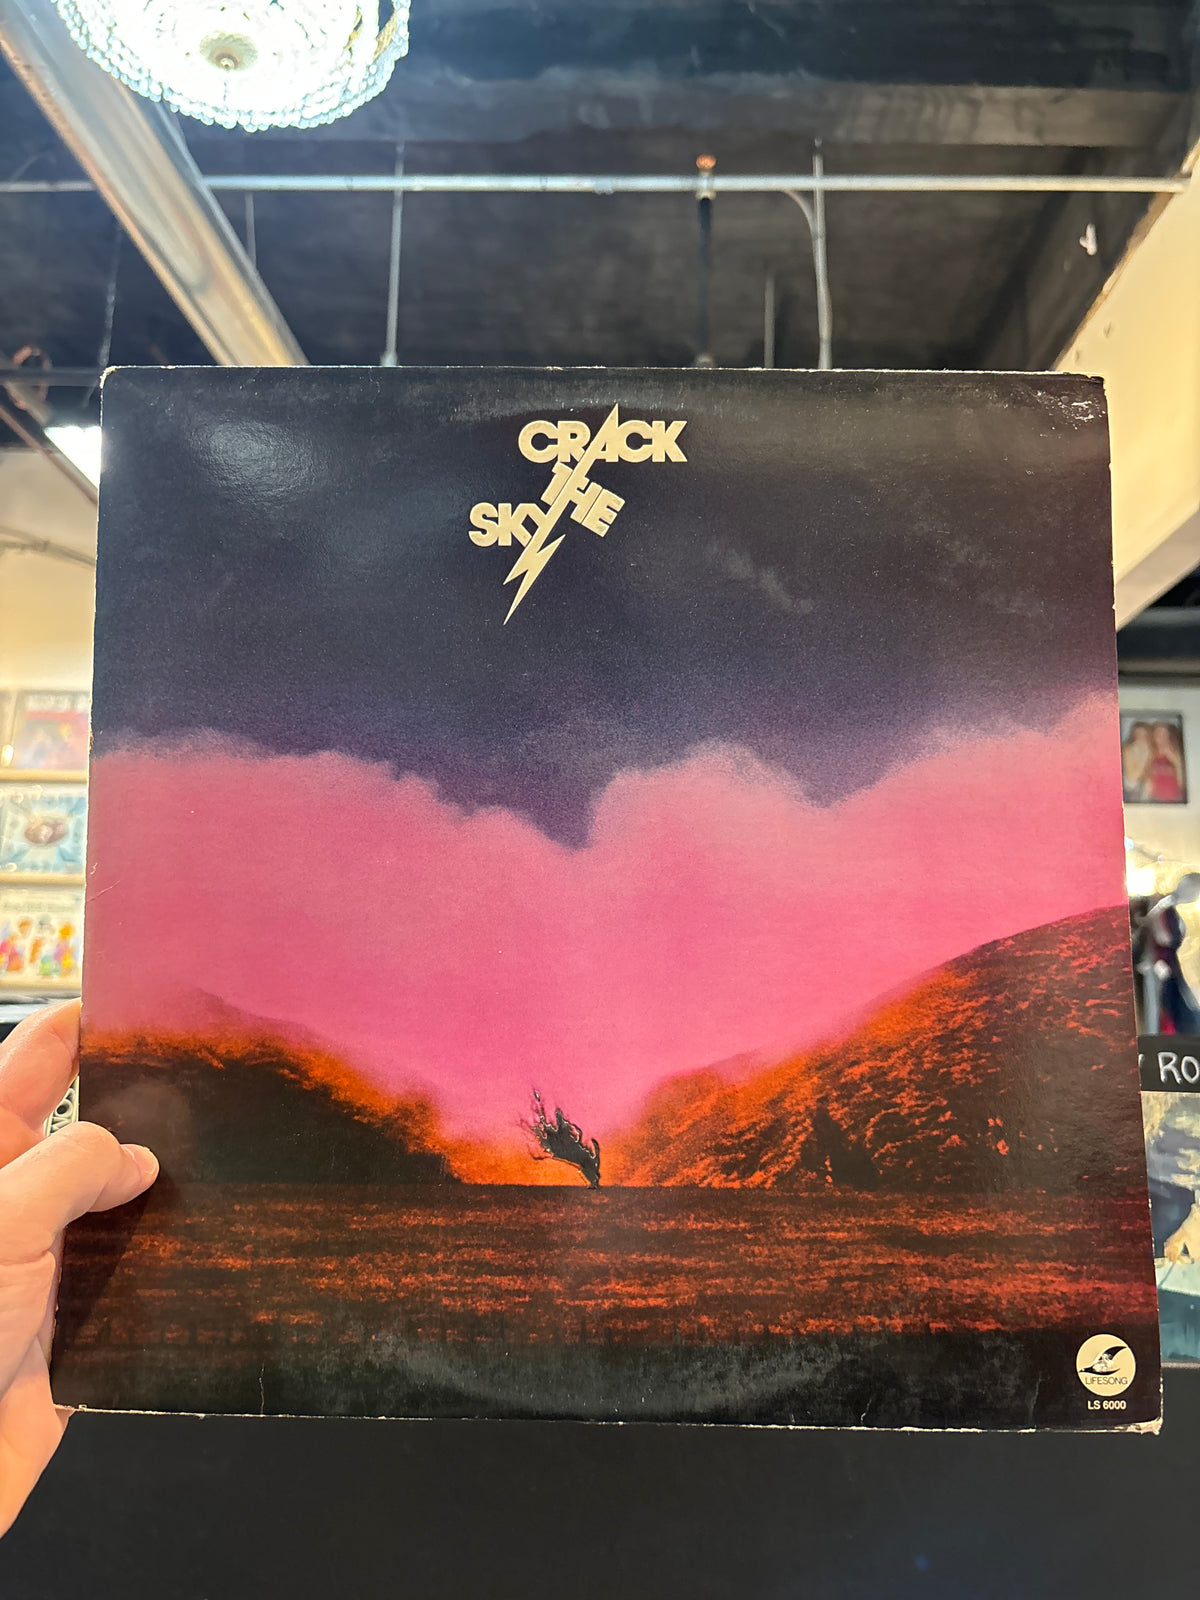 CRACK
THE
SKY
LIFESONG
LS 6000
RO